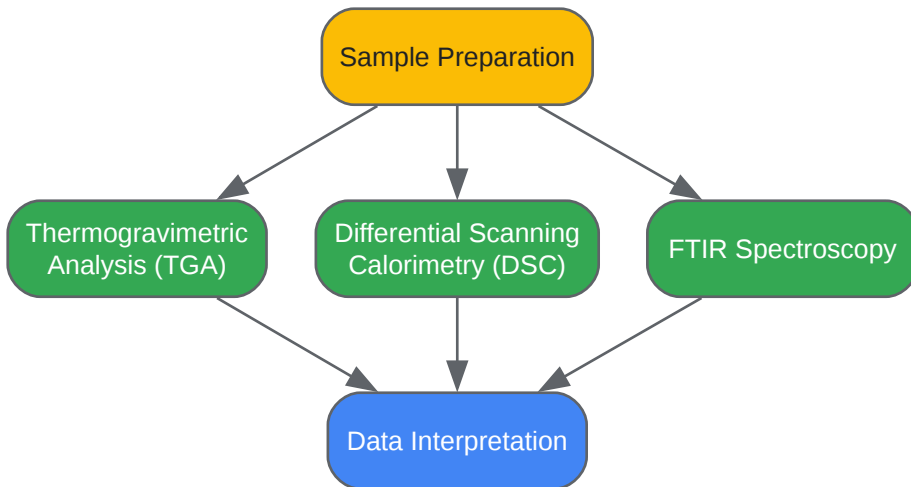 Sample Preparation
Thermogravimetric
Analysis (TGA)
Differential Scanning
Calorimetry (DSC)
FTIR Spectroscopy
Data Interpretation